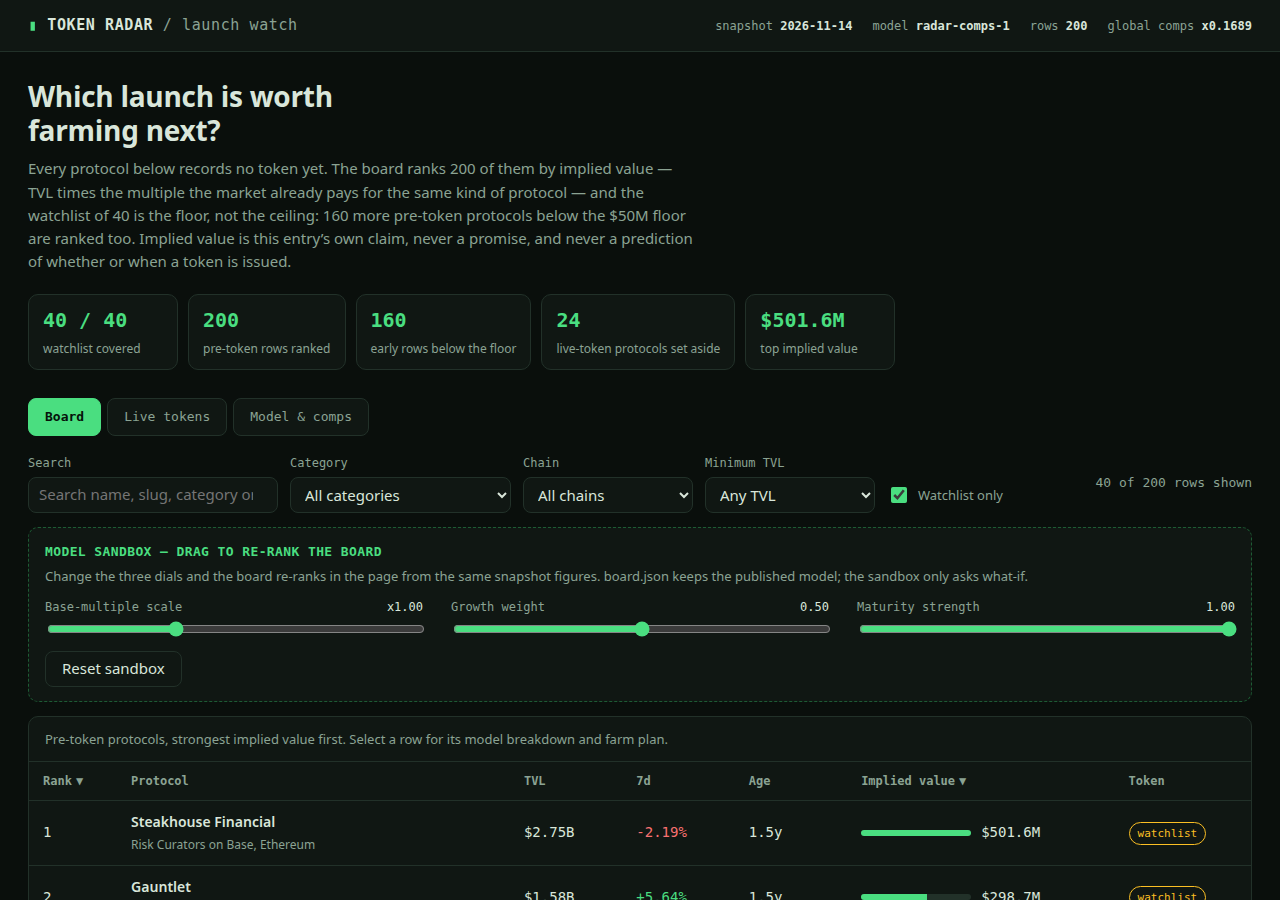 TOKEN RADAR / launch watch
snapshot 2026-11-14 model radar-comps-1 rows 200 global comps x0.1689
Which launch is worth
farming next?
Every protocol below records no token yet. The board ranks 200 of them by implied value —
TVL times the multiple the market already pays for the same kind of protocol — and the
watchlist of 40 is the floor, not the ceiling: 160 more pre-token protocols below the $50M floor
are ranked too. Implied value is this entry's own claim, never a promise, and never a prediction
of whether or when a token is issued.
40 / 40
watchlist covered
200
pre-token rows ranked
160
early rows below the floor
24
live-token protocols set aside
$501.6M
top implied value
Board
Live tokens
Model & comps
Search
Search name, slug, category or
Category
All categories
Chain
All chains
Minimum TVL
Any TVL
Watchlist only
40 of 200 rows shown
MODEL SANDBOX — DRAG TO RE-RANK THE BOARD
Change the three dials and the board re-ranks in the page from the same snapshot figures. board.json keeps the published model; the sandbox only asks what-if.
Base-multiple scale x1.00
Growth weight 0.50
Maturity strength 1.00
Reset sandbox
Pre-token protocols, strongest implied value first. Select a row for its model breakdown and farm plan.
Rank ▼ Protocol TVL 7d Age Implied value ▼ Token
1 Steakhouse Financial $2.75B -2.19% 1.5y $501.6M watchlist
Risk Curators on Base, Ethereum
2 Gauntlet $1.58B +5.64% 1.5y $298.7M watchlist